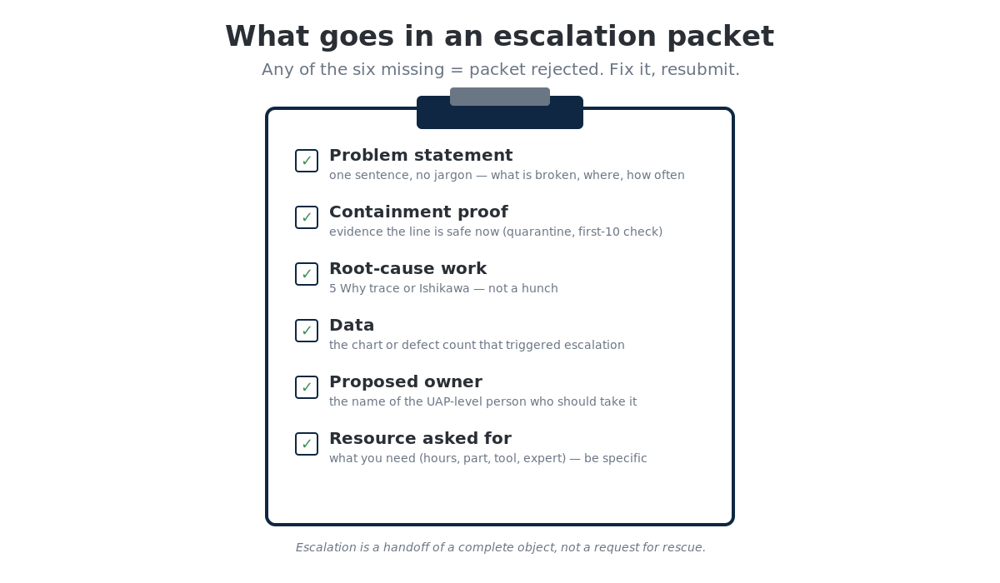 What goes in an escalation packet
Any of the six missing = packet rejected. Fix it, resubmit.
✓ Problem statement
one sentence, no jargon — what is broken, where, how often
✓ Containment proof
evidence the line is safe now (quarantine, first-10 check)
✓ Root-cause work
5 Why trace or Ishikawa — not a hunch
✓ Data
the chart or defect count that triggered escalation
✓ Proposed owner
the name of the UAP-level person who should take it
✓ Resource asked for
what you need (hours, part, tool, expert) — be specific
Escalation is a handoff of a complete object, not a request for rescue.